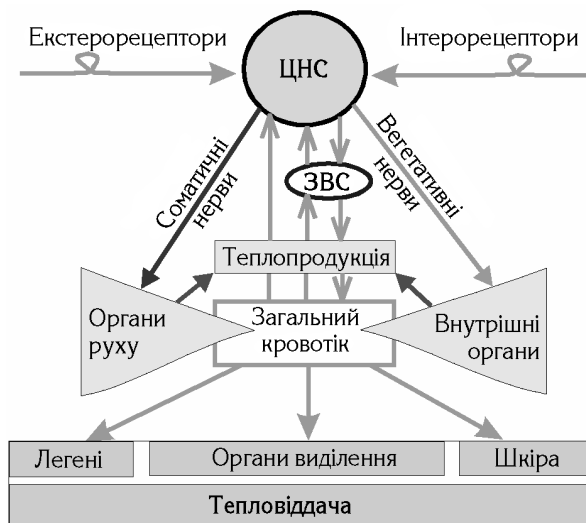 Екстерорецептори
Інтерорецептори
ЦНС
Соматичні
нерви
Вегетативні
нерви
ЗВС
Теплопродукція
Органи
руху
Загальний
кровотік
Внутрішні
органи
Легені
Органи виділення
Шкіра
Тепловіддача